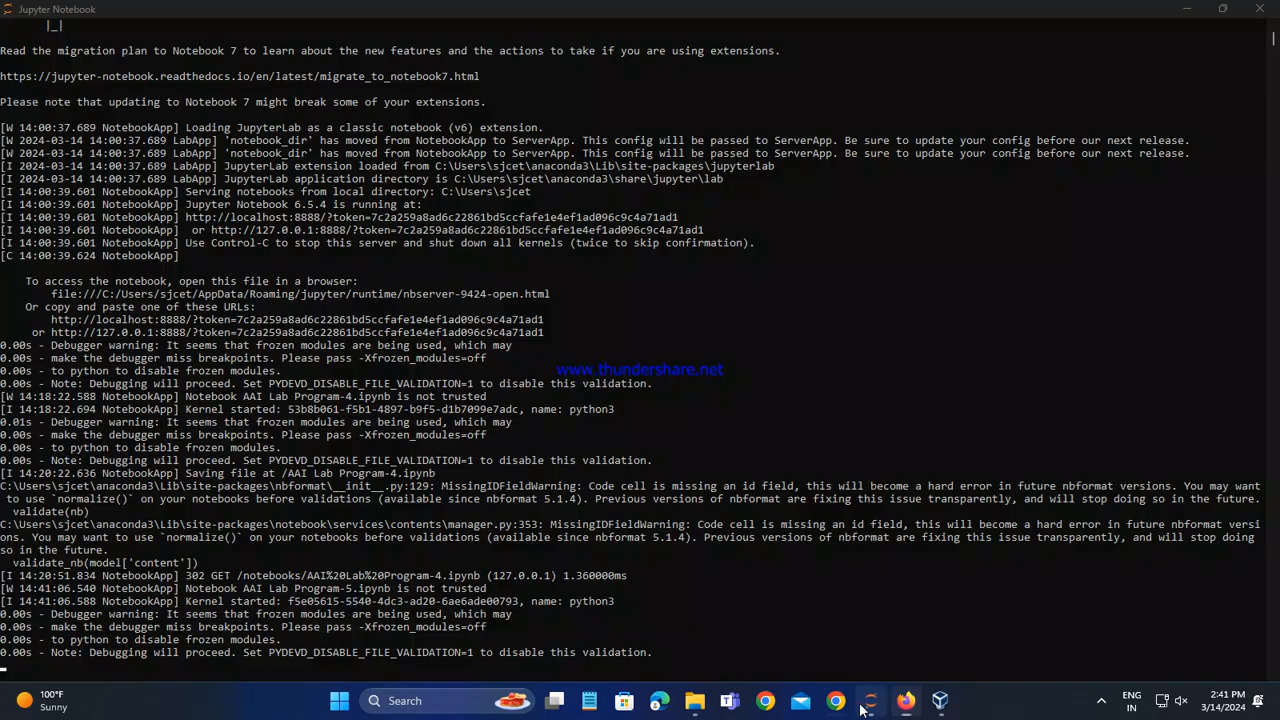 Jupyter Notebook
|_|
Read the migration plan to Notebook 7 to learn about the new features and the actions to take if you are using extensions.
https://jupyter-notebook.readthedocs.io/en/latest/migrate_to_notebook7.html
Please note that updating to Notebook 7 might break some of your extensions.
[W 14:00:37.689 NotebookApp] Loading JupyterLab as a classic notebook (v6) extension.
[W 2024-03-14 14:00:37.689 LabApp] 'notebook_dir' has moved from NotebookApp to ServerApp. This config will be passed to ServerApp. Be sure to update your config before our next release.
[W 2024-03-14 14:00:37.689 LabApp] 'notebook_dir' has moved from NotebookApp to ServerApp. This config will be passed to ServerApp. Be sure to update your config before our next release.
[I 2024-03-14 14:00:37.689 LabApp] JupyterLab extension loaded from C:\Users\sjcet\anaconda3\Lib\site-packages\jupyterlab
[I 2024-03-14 14:00:37.689 LabApp] JupyterLab application directory is C:\Users\sjcet\anaconda3\share\jupyter\lab
[I 14:00:39.601 NotebookApp] Serving notebooks from local directory: C:\Users\sjcet
[I 14:00:39.601 NotebookApp] Jupyter Notebook 6.5.4 is running at:
[I 14:00:39.601 NotebookApp] http://localhost:8888/?token=7c2a259a8ad6c22861bd5ccfafe1e4ef1ad096c9c4a71ad1
[I 14:00:39.601 NotebookApp]  or http://127.0.0.1:8888/?token=7c2a259a8ad6c22861bd5ccfafe1e4ef1ad096c9c4a71ad1
[I 14:00:39.601 NotebookApp] Use Control-C to stop this server and shut down all kernels (twice to skip confirmation).
[C 14:00:39.624 NotebookApp]
To access the notebook, open this file in a browser:
file:///C:/Users/sjcet/AppData/Roaming/jupyter/runtime/nbserver-9424-open.html
Or copy and paste one of these URLs:
http://localhost:8888/?token=7c2a259a8ad6c22861bd5ccfafe1e4ef1ad096c9c4a71ad1
or http://127.0.0.1:8888/?token=7c2a259a8ad6c22861bd5ccfafe1e4ef1ad096c9c4a71ad1
0.00s - Debugger warning: It seems that frozen modules are being used, which may
0.00s - make the debugger miss breakpoints. Please pass -Xfrozen_modules=off
0.00s - to python to disable frozen modules.
www.thundershare.net
0.00s - Note: Debugging will proceed. Set PYDEVD_DISABLE_FILE_VALIDATION=1 to disable this validation.
[W 14:18:22.588 NotebookApp] Notebook AAI Lab Program-4.ipynb is not trusted
[I 14:18:22.694 NotebookApp] Kernel started: 53b8b061-f5b1-4897-b9f5-d1b7099e7adc, name: python3
0.01s - Debugger warning: It seems that frozen modules are being used, which may
0.00s - make the debugger miss breakpoints. Please pass -Xfrozen_modules=off
0.00s - to python to disable frozen modules.
0.00s - Note: Debugging will proceed. Set PYDEVD_DISABLE_FILE_VALIDATION=1 to disable this validation.
[I 14:20:22.636 NotebookApp] Saving file at /AAI Lab Program-4.ipynb
C:\Users\sjcet\anaconda3\Lib\site-packages\nbformat\__init__.py:129: MissingIDFieldWarning: Code cell is missing an id field, this will become a hard error in future nbformat versions. You may want
to use `normalize()` on your notebooks before validations (available since nbformat 5.1.4). Previous versions of nbformat are fixing this issue transparently, and will stop doing so in the future.
validate(nb)
C:\Users\sjcet\anaconda3\Lib\site-packages\notebook\services\contents\manager.py:353: MissingIDFieldWarning: Code cell is missing an id field, this will become a hard error in future nbformat versi
ons. You may want to use `normalize()` on your notebooks before validations (available since nbformat 5.1.4). Previous versions of nbformat are fixing this issue transparently, and will stop doing
so in the future.
validate_nb(model['content'])
[I 14:20:51.834 NotebookApp] 302 GET /notebooks/AAI%20Lab%20Program-4.ipynb (127.0.0.1) 1.360000ms
[W 14:41:06.540 NotebookApp] Notebook AAI Lab Program-5.ipynb is not trusted
[I 14:41:06.588 NotebookApp] Kernel started: f5e05615-5540-4dc3-ad20-6ae6ade00793, name: python3
0.00s - Debugger warning: It seems that frozen modules are being used, which may
0.00s - make the debugger miss breakpoints. Please pass -Xfrozen_modules=off
0.00s - to python to disable frozen modules.
0.00s - Note: Debugging will proceed. Set PYDEVD_DISABLE_FILE_VALIDATION=1 to disable this validation.
100°F
Sunny
Search
ENG
IN
2:41 PM
3/14/2024